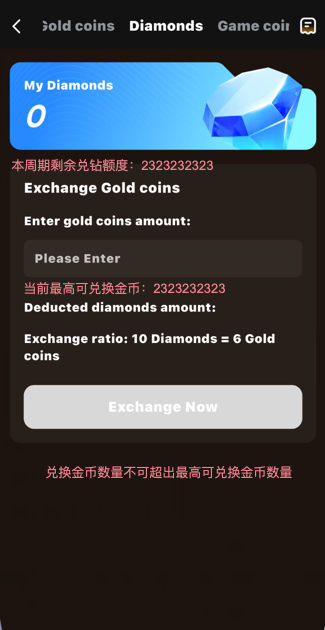 Gold coins Diamonds Game coin
My Diamonds
0
本周期剩余兑钻额度：2323232323
Exchange Gold coins
Enter gold coins amount:
Please Enter
当前最高可兑换金币：2323232323
Deducted diamonds amount:
Exchange ratio: 10 Diamonds = 6 Gold
coins
Exchange Now
兑换金币数量不可超出最高可兑换金币数量